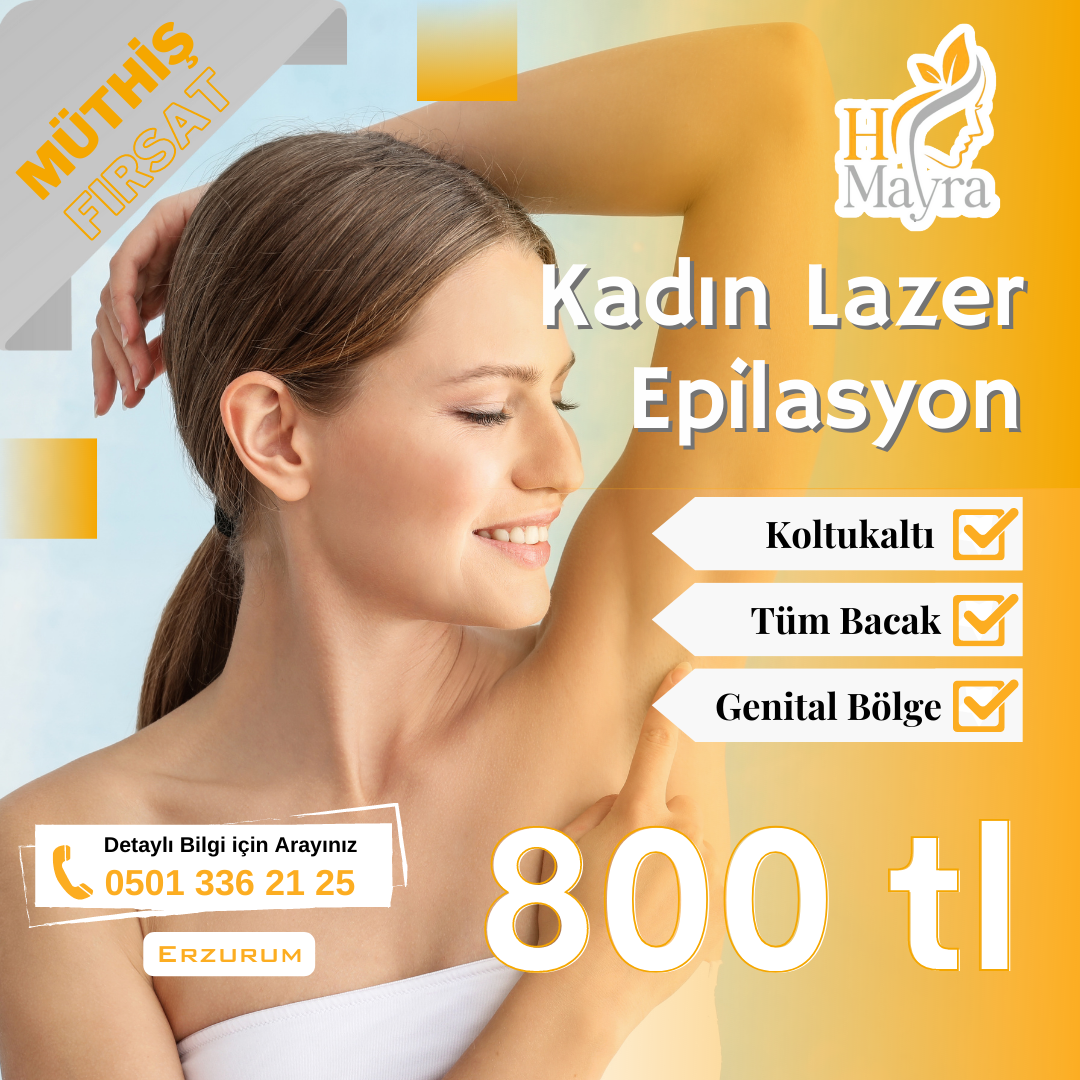 MÜTHİŞ
FIRSAT
H
Mayra
Kadın Lazer
Epilasyon
Koltukaltı
Tüm Bacak
Genital Bölge
Detaylı Bilgi için Arayınız
0501 336 21 25
ERZURUM
800 tl